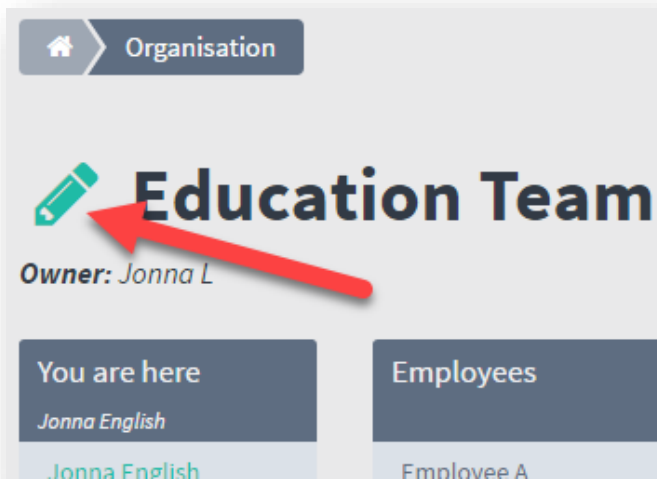 Organisation
Education Team
Owner: Jonna L
You are here
Employees
Jonna English
Jonna English
Employee A